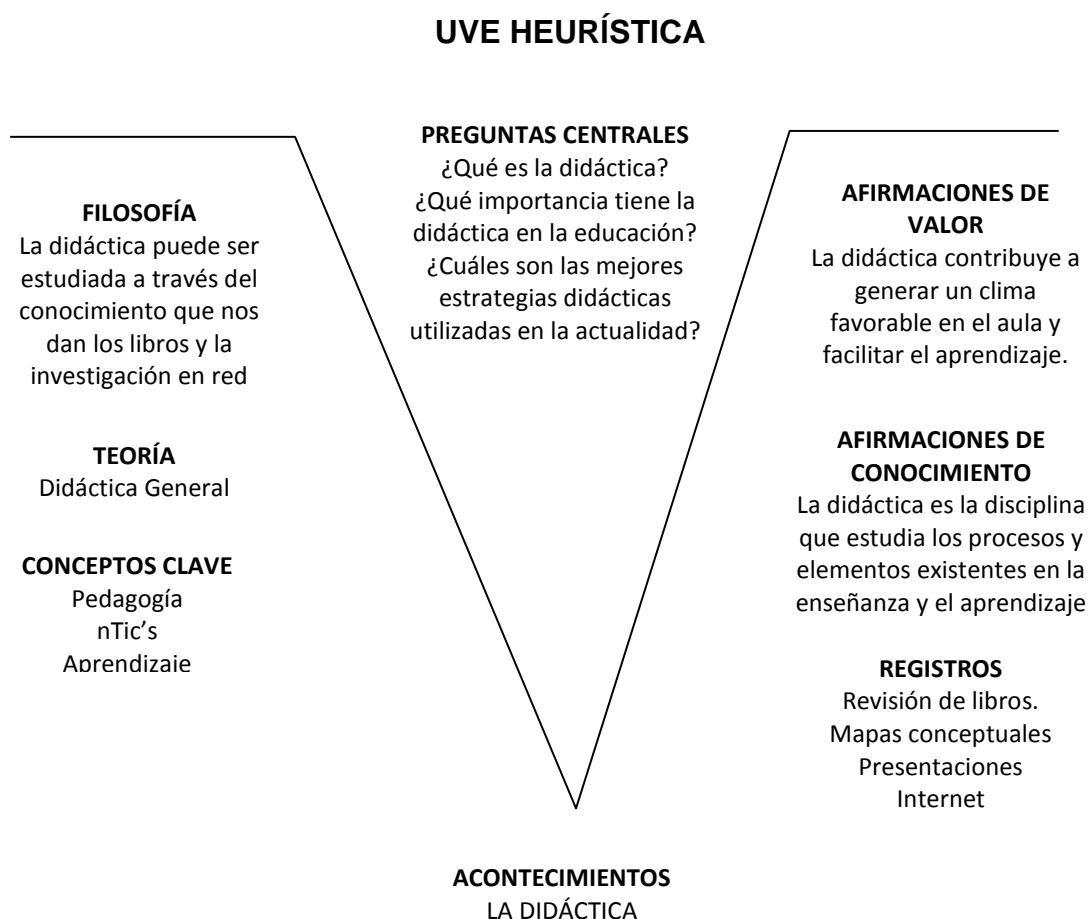 UVE HEURÍSTICA
PREGUNTAS CENTRALES
¿Qué es la didáctica?
¿Qué importancia tiene la
didáctica en la educación?
¿Cuáles son las mejores
estrategias didácticas
utilizadas en la actualidad?
FILOSOFÍA
La didáctica puede ser
estudiada a través del
conocimiento que nos
dan los libros y la
investigación en red
TEORÍA
Didáctica General
CONCEPTOS CLAVE
Pedagogía
nTic’s
Aprendizaje
AFIRMACIONES DE
VALOR
La didáctica contribuye a
generar un clima
favorable en el aula y
facilitar el aprendizaje.
AFIRMACIONES DE
CONOCIMIENTO
La didáctica es la disciplina
que estudia los procesos y
elementos existentes en la
enseñanza y el aprendizaje
REGISTROS
Revisión de libros.
Mapas conceptuales
Presentaciones
Internet
ACONTECIMIENTOS
LA DIDÁCTICA